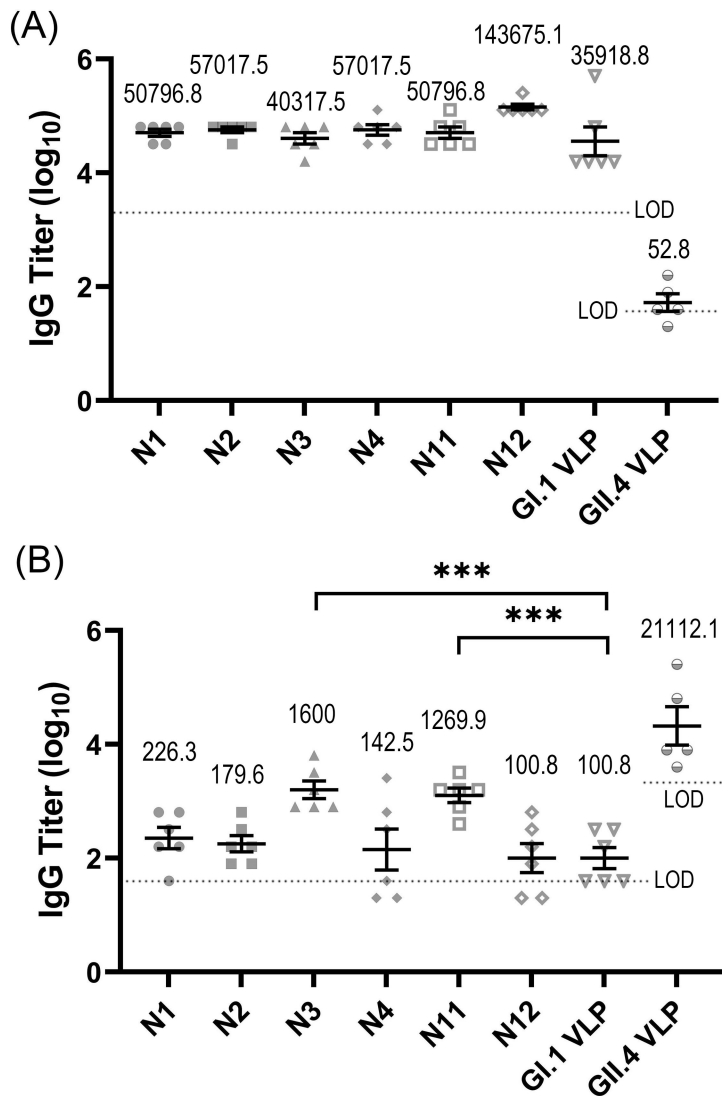 (A)
IgG Titer (log10)
6
4
2
0
50796.8
57017.5
40317.5
57017.5
50796.8
143675.1
35918.8
52.8
LOD
LOD
N1
N2
N3
N4
N11
N12
GI.1 VLP
GII.4 VLP
(B)
IgG Titer (log10)
6
4
2
0
***
***
226.3
179.6
1600
142.5
1269.9
100.8
100.8
21112.1
LOD
LOD
N1
N2
N3
N4
N11
N12
GI.1 VLP
GII.4 VLP